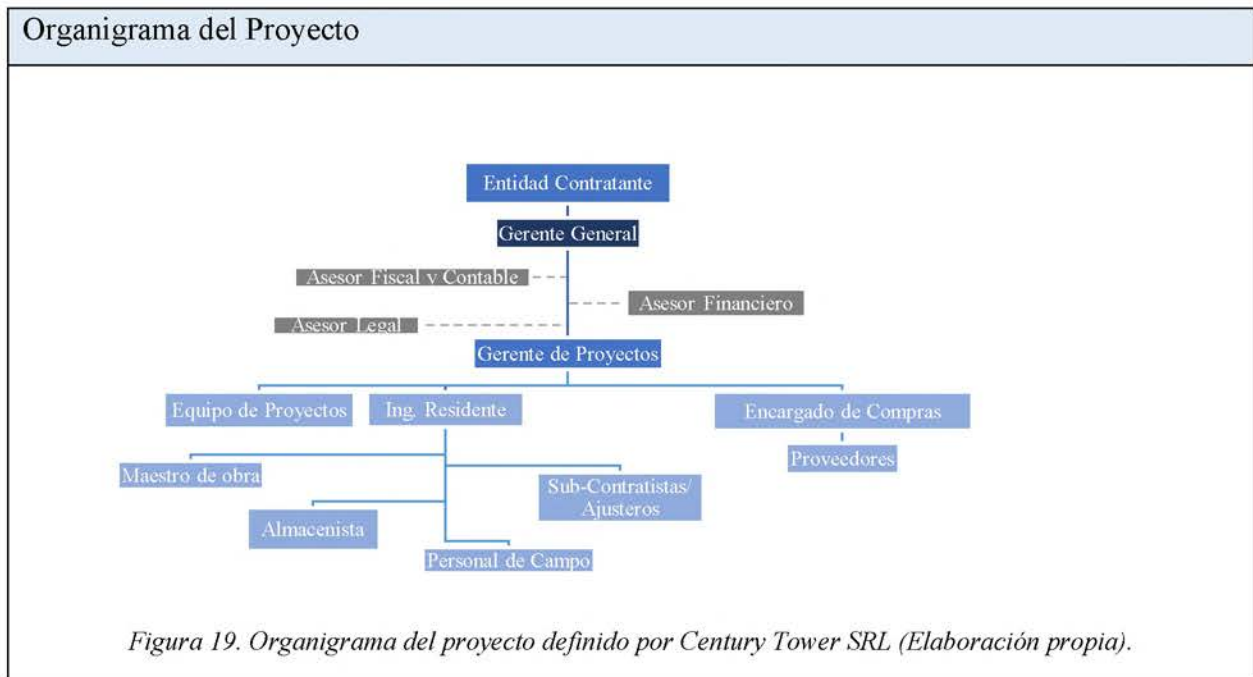 Organigrama del Proyecto
Entidad Contratante
Gerente General
Asesor Fiscal y Contable
Asesor Financiero
Asesor Legal
Gerente de Proyectos
Equipo de Proyectos
Ing. Residente
Encargado de Compras
Proveedores
Maestro de obra
Sub-Contratistas/
Ajusteros
Almacenista
Personal de Campo
Figura 19. Organigrama del proyecto definido por Century Tower SRL (Elaboración propia).